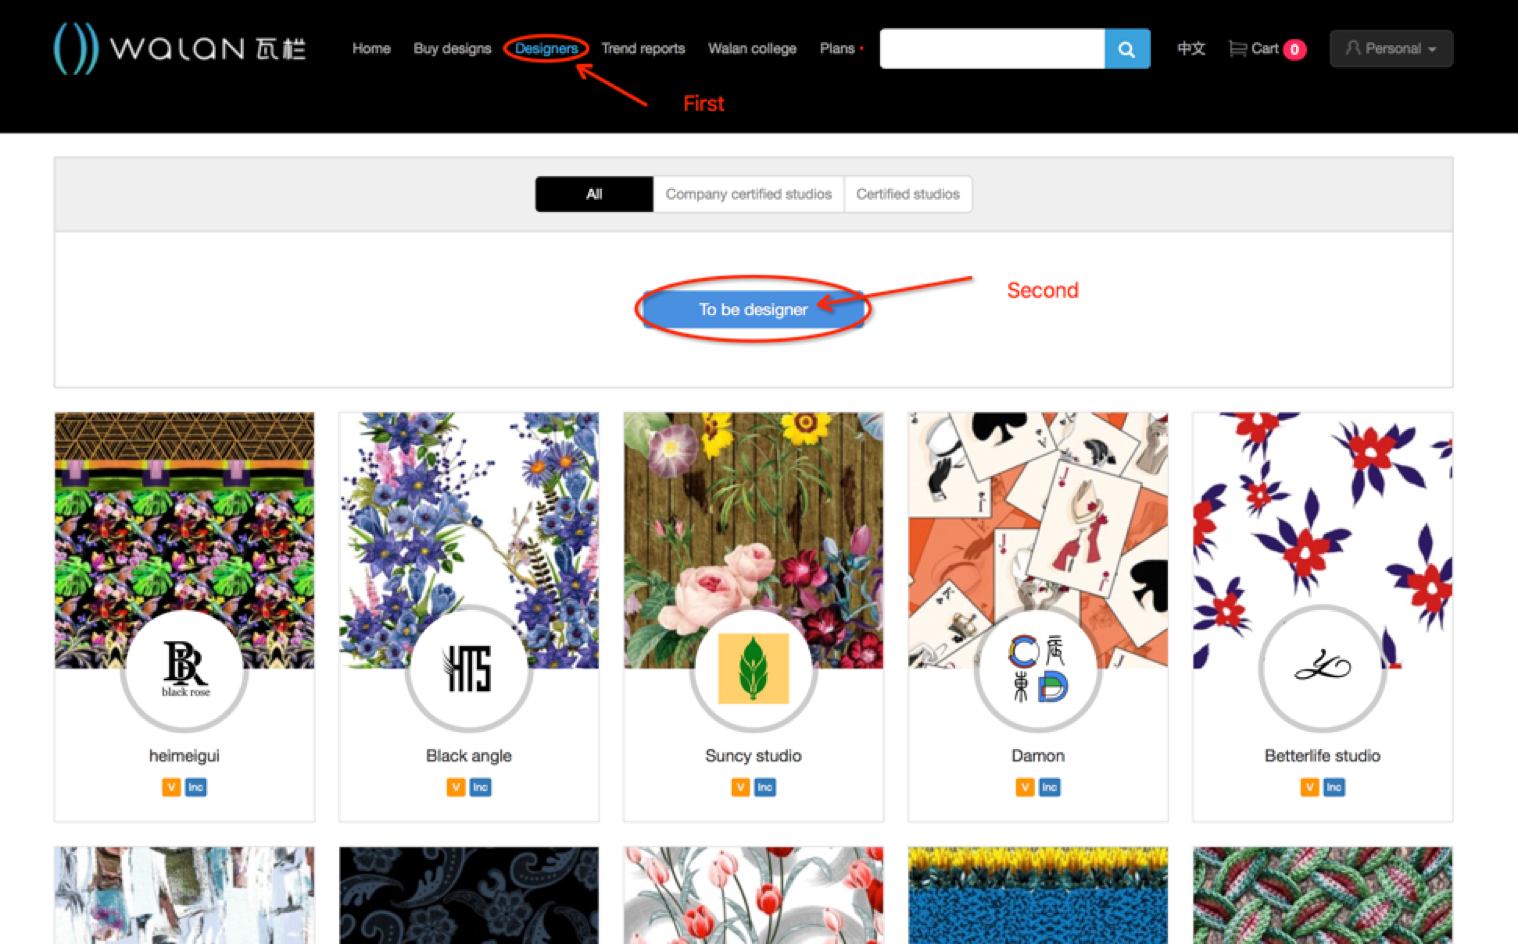 WALAN 瓦栏
Home
Buy designs
Designers
Trend reports
Walan college
Plans
中文
Cart 0
Personal
First
All
Company certified studios
Certified studios
To be designer
Second
BR
black rose
HTS
C 居
東 D
heimeigui
Black angle
Suncy studio
Damon
Betterlife studio
V Inc
V Inc
V Inc
V Inc
V Inc